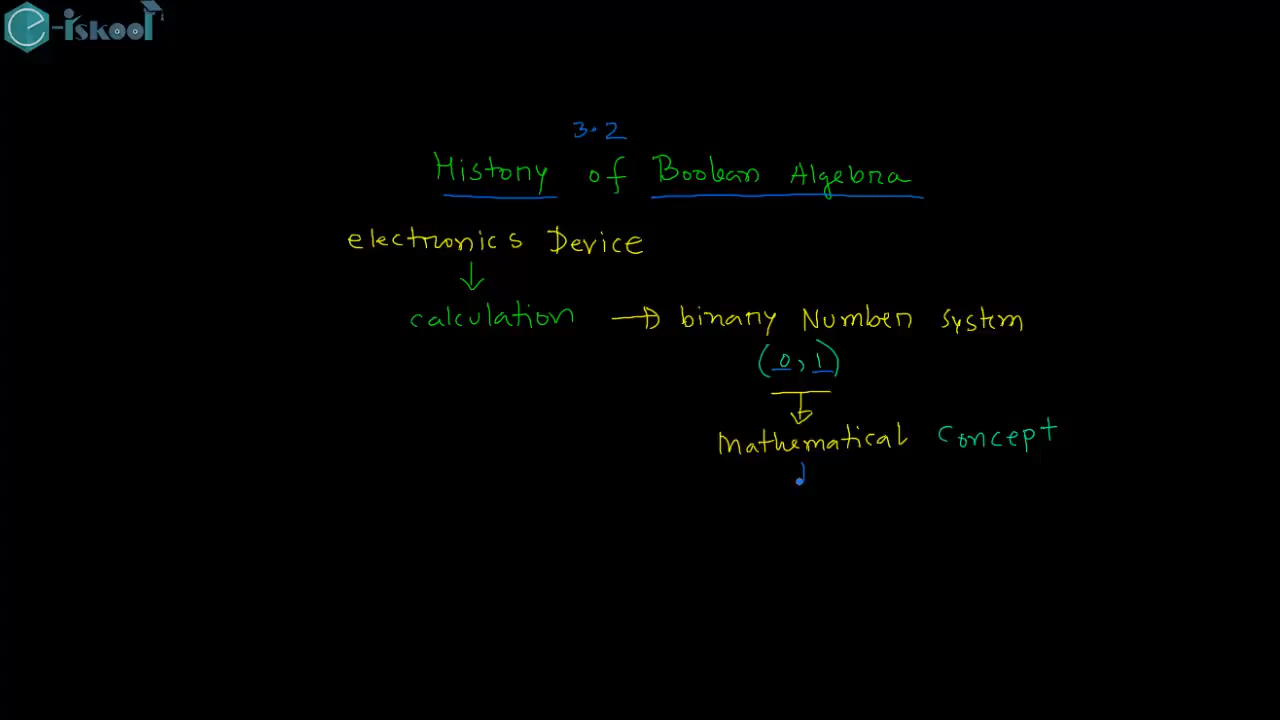 e-iskool
3.2
History of Boolean Algebra
electronics Device
calculation → binary Number System
(0, 1)
Mathematical Concept